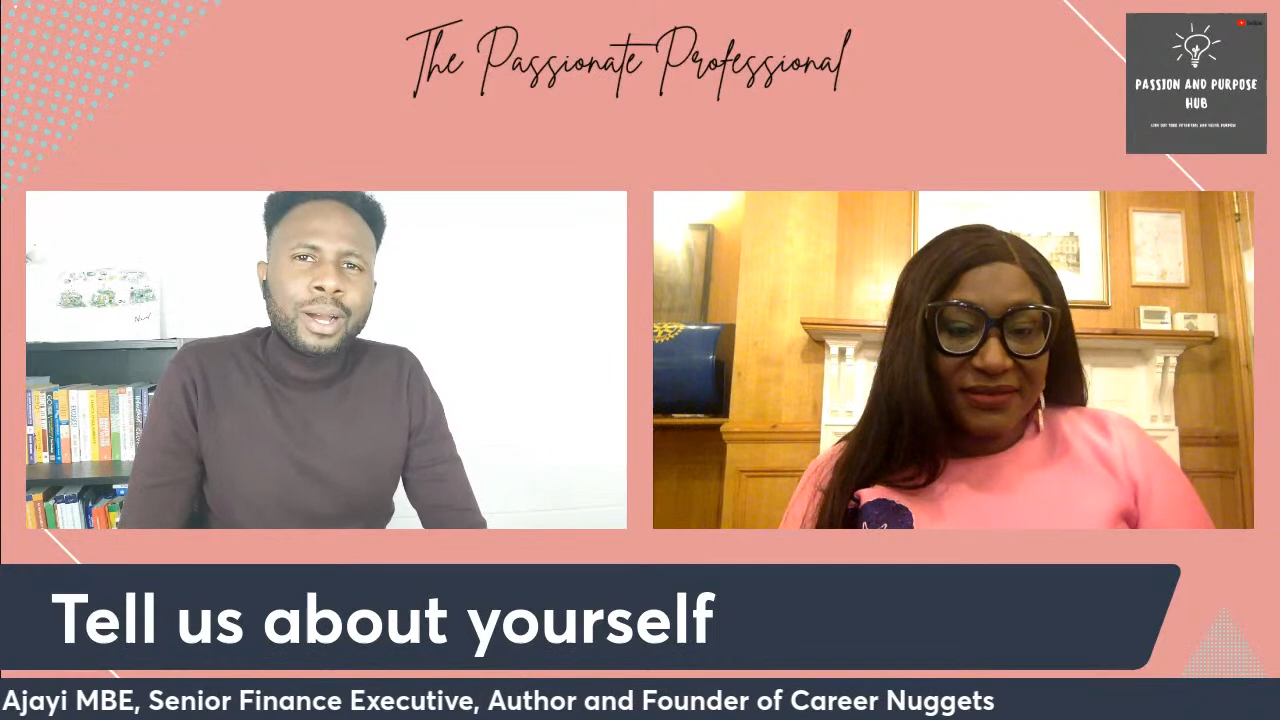 The Passionate Professional
PASSION AND PURPOSE
HUB
Tell us about yourself
Ajayi MBE, Senior Finance Executive, Author and Founder of Career Nuggets